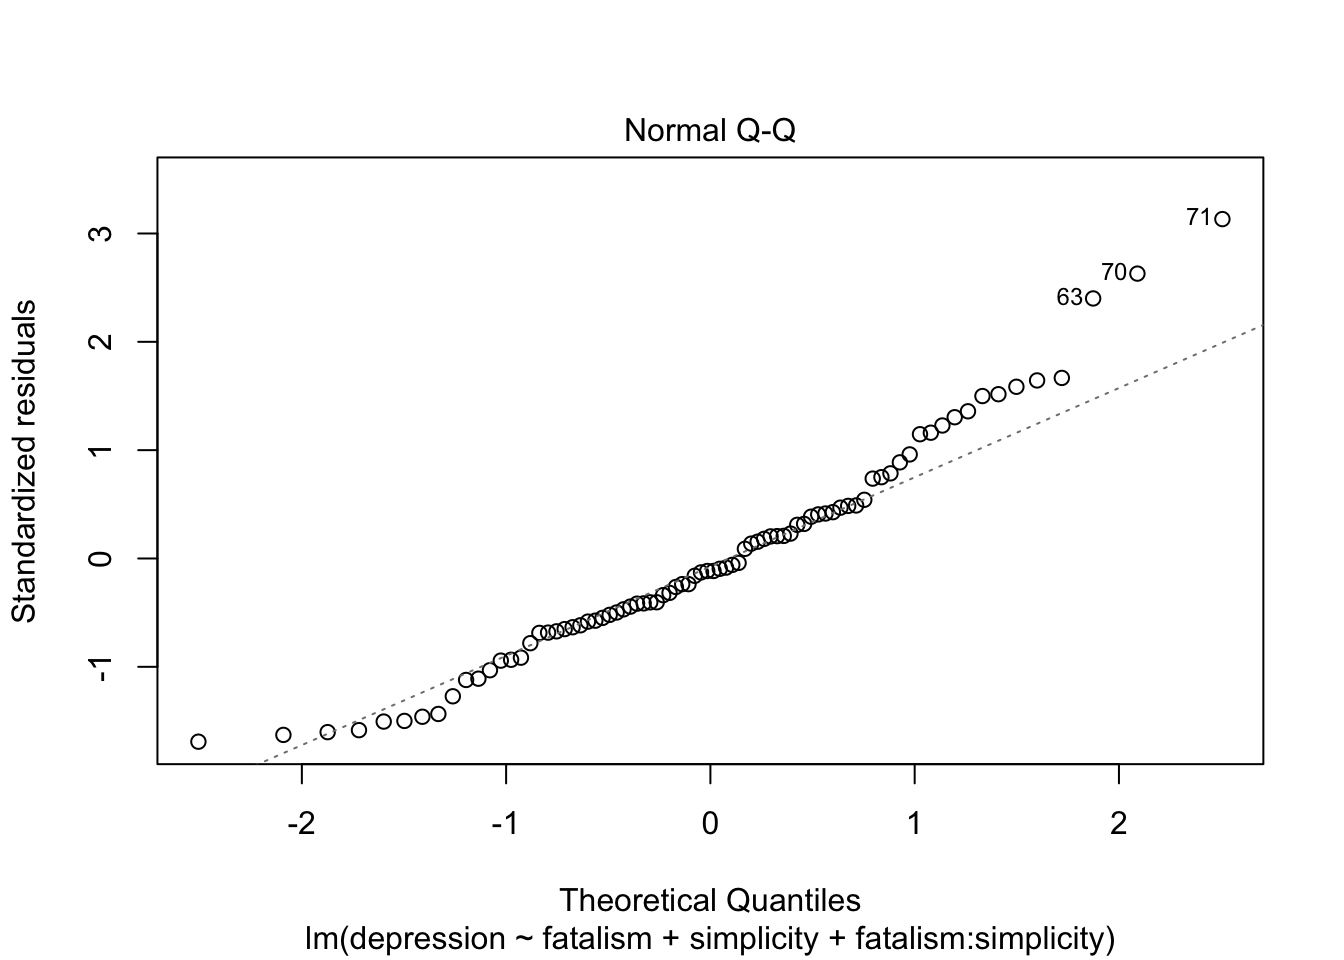 Normal Q-Q
Standardized residuals
3
2
1
0
-1
71
70
63
-2 -1 0 1 2
Theoretical Quantiles
lm(depression ~ fatalism + simplicity + fatalism:simplicity)